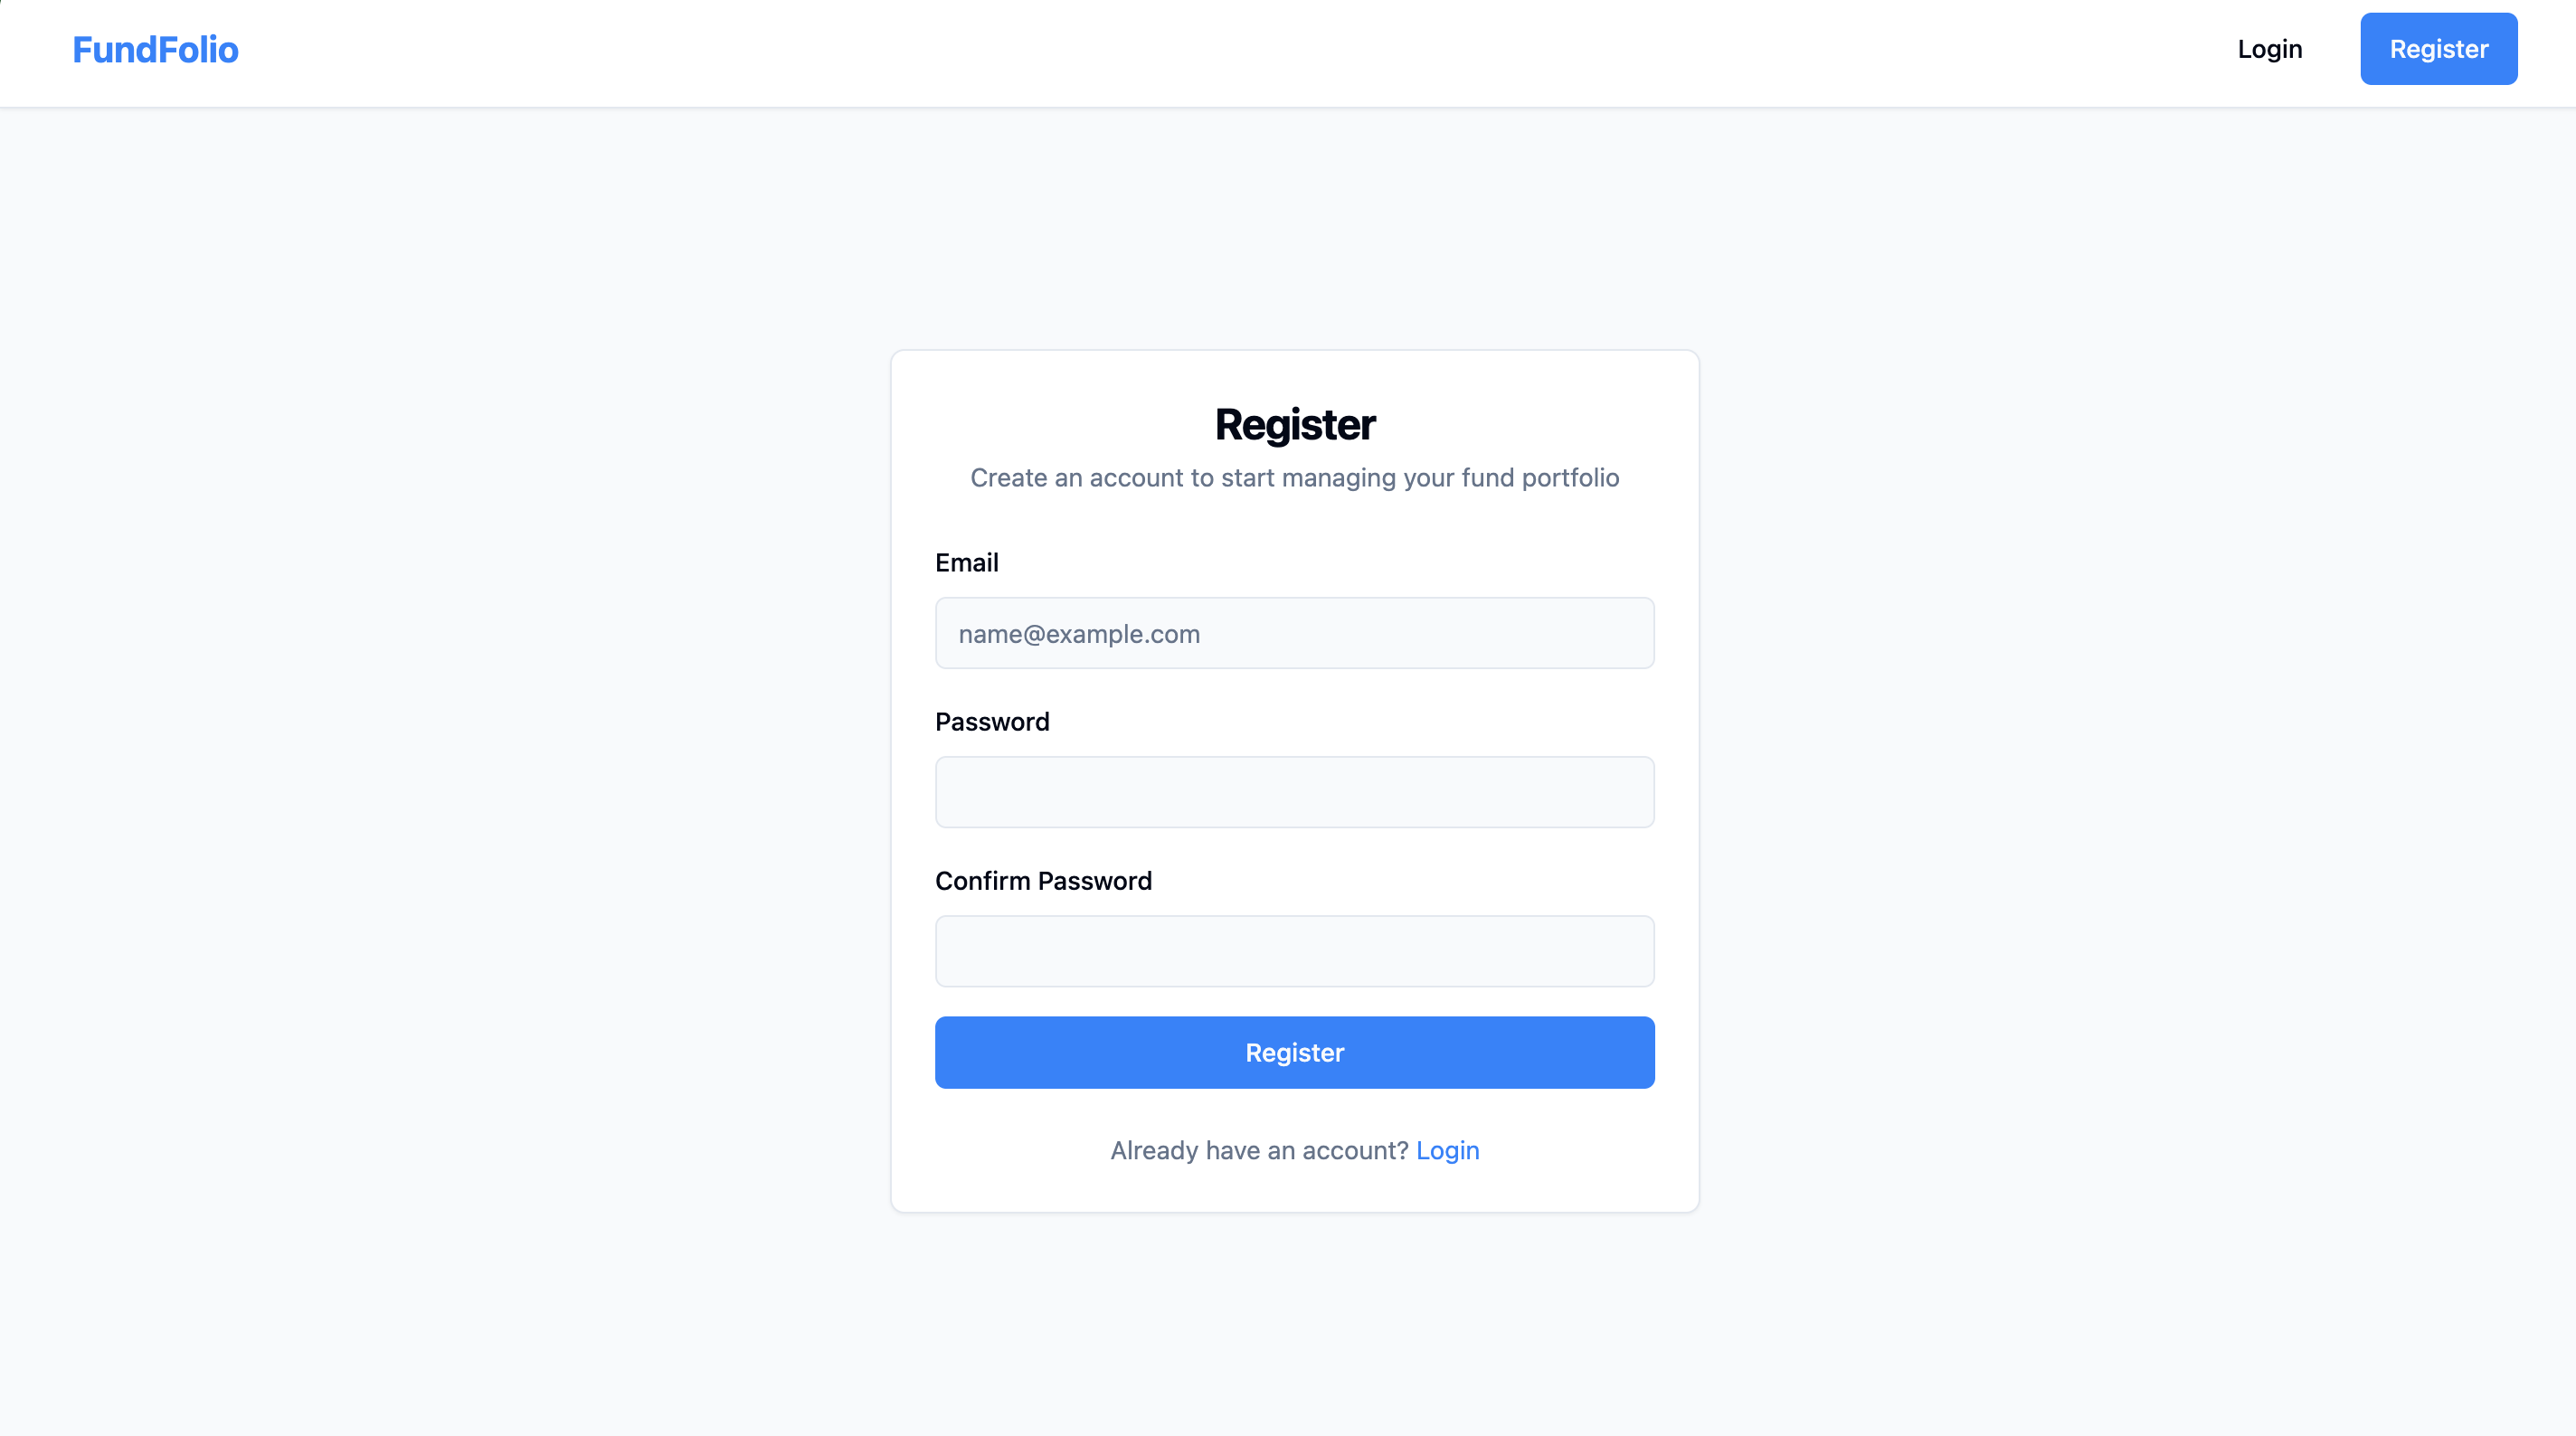 FundFolio
Login
Register
Register
Create an account to start managing your fund portfolio
Email
name@example.com
Password
Confirm Password
Register
Already have an account? Login